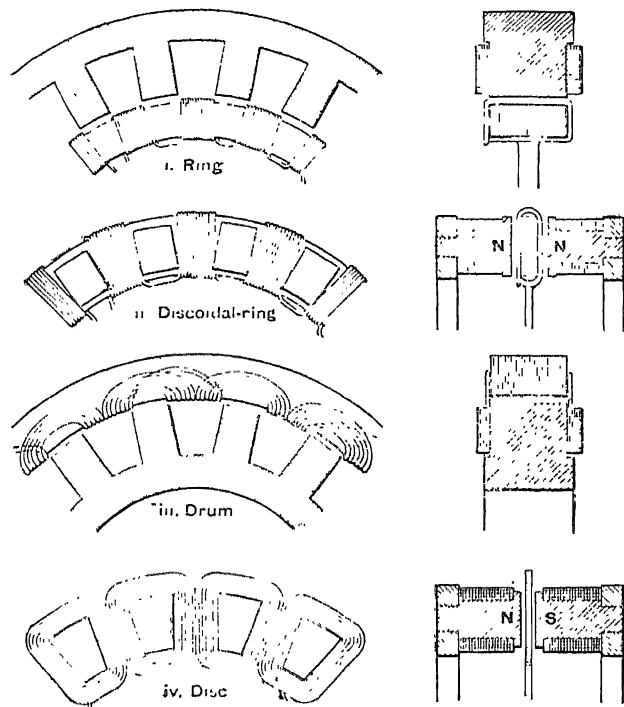 i. Ring
N N
ii. Discoidal-ring
iii. Drum
N S
iv. Disc